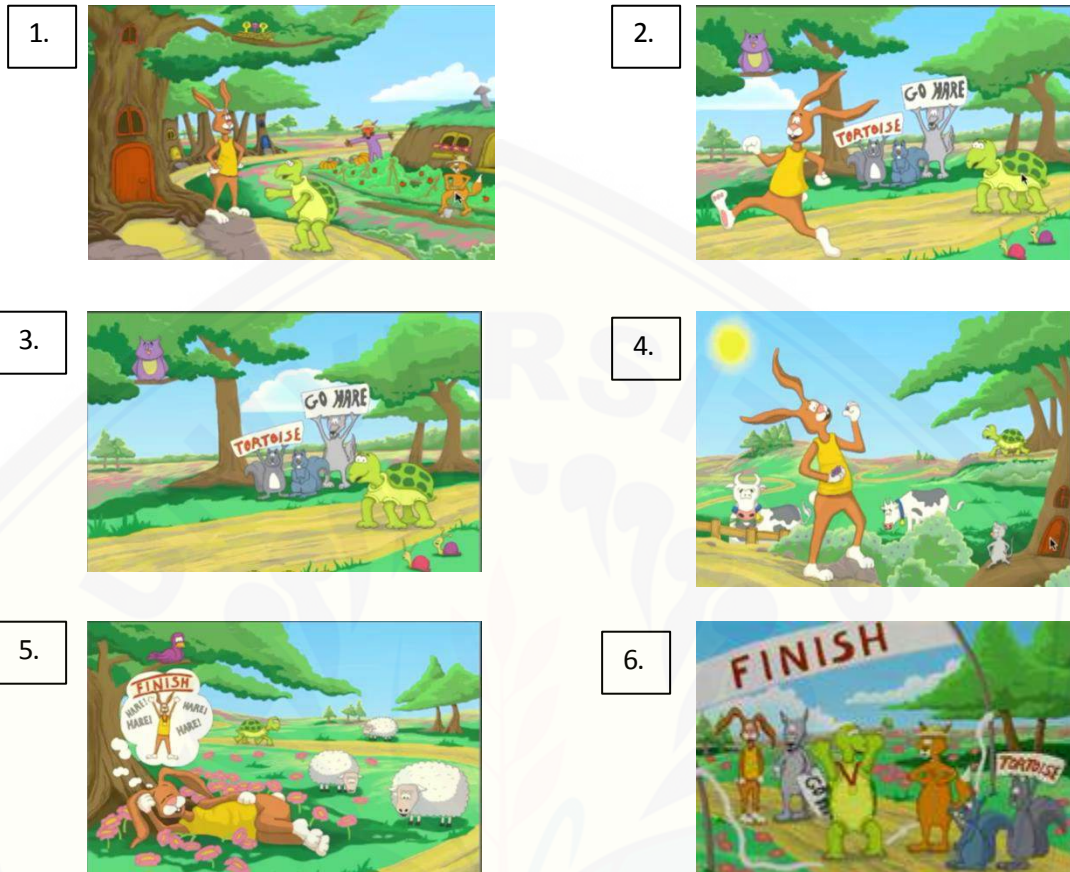 1.
2.
GO HARE
TORTOISE
3.
GO HARE
TORTOISE
4.
5.
FINISH
HARE!
HARE!
HARE!
HARE!
6.
FINISH
TORTOISE